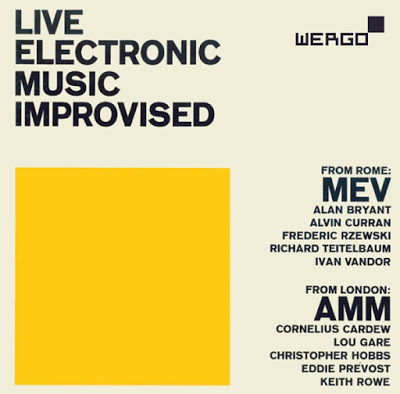 LIVE
ELECTRONIC
MUSIC
IMPROVISED
WERGO
FROM ROME:
MEV
ALAN BRYANT
ALVIN CURRAN
FREDERIC RZEWSKI
RICHARD TEITELBAUM
IVAN VANDOR
FROM LONDON:
AMM
CORNELIUS CARDEW
LOU GARE
CHRISTOPHER HOBBS
EDDIE PRÉVOST
KEITH ROWE